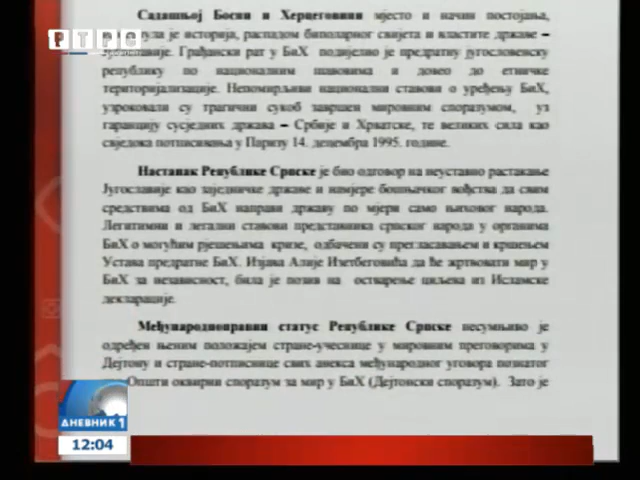 РТРС
Садашњој Босни и Херцеговини мјесто и начин постојања,
је историја, распадом биполарног свијета и властите државе –
Грађански рат у БиХ подијелио је предратну југословенску
републику по националним шавовима и довео до етничке
територијализације. Непомирљиви национални ставови о уређењу БиХ,
узроковали су трагични сукоб завршен мировним споразумом, уз
гаранцију сусједних држава – Србије и Хрватске, те великих сила као
свједока потписивања у Паризу 14. децембра 1995. године.
Настанак Републике Српске је био одговор на неуставно растакање
Југославије као заједничке државе и намјере бошњачког вођства да свим
средствима од БиХ направи државу по мјери само њиховог народа.
Легитимни и легални ставови представника српског народа у органима
БиХ о могућим рјешењима кризе, одбачени су прегласавањем и кршењем
Устава предратне БиХ. Изјава Алије Изетбеговића да ће жртвовати мир у
БиХ за независност, била је позив на остварење циљева из Исламске
декларације.
Међународноправни статус Републике Српске несумњиво је
одређен њеним положајем стране-учеснице у мировним преговорима у
Дејтону и стране-потписнице свих анекса међународног уговора познатог
Општи оквирни споразум за мир у БиХ (Дејтонски споразум). Зато је
ДНЕВНИК 1
12:04